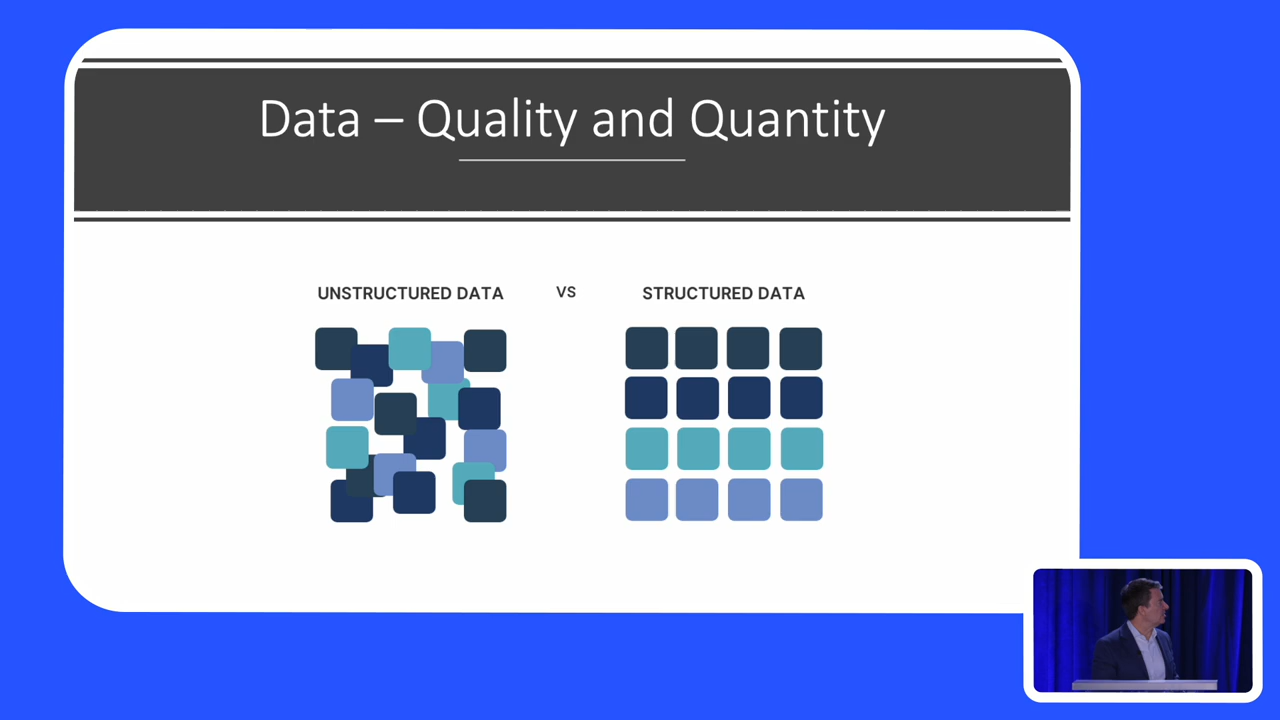 Data – Quality and Quantity
UNSTRUCTURED DATA VS STRUCTURED DATA